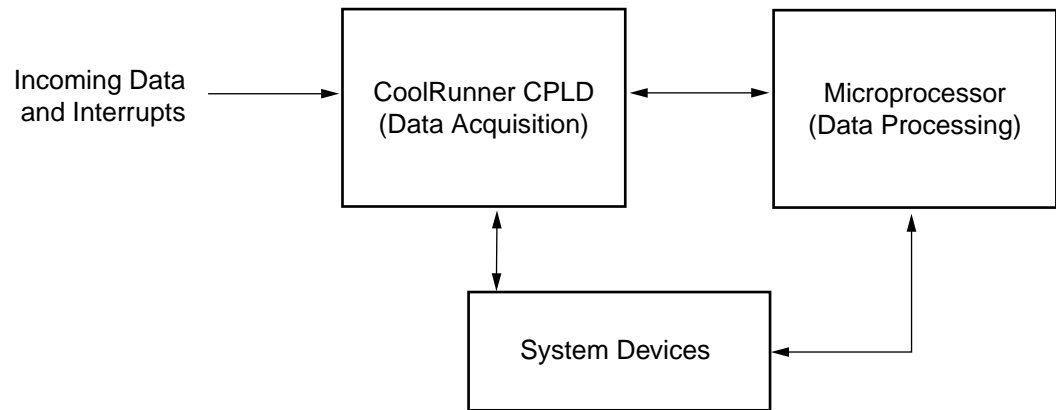 Incoming Data
and Interrupts
CoolRunner CPLD
(Data Acquisition)
Microprocessor
(Data Processing)
System Devices